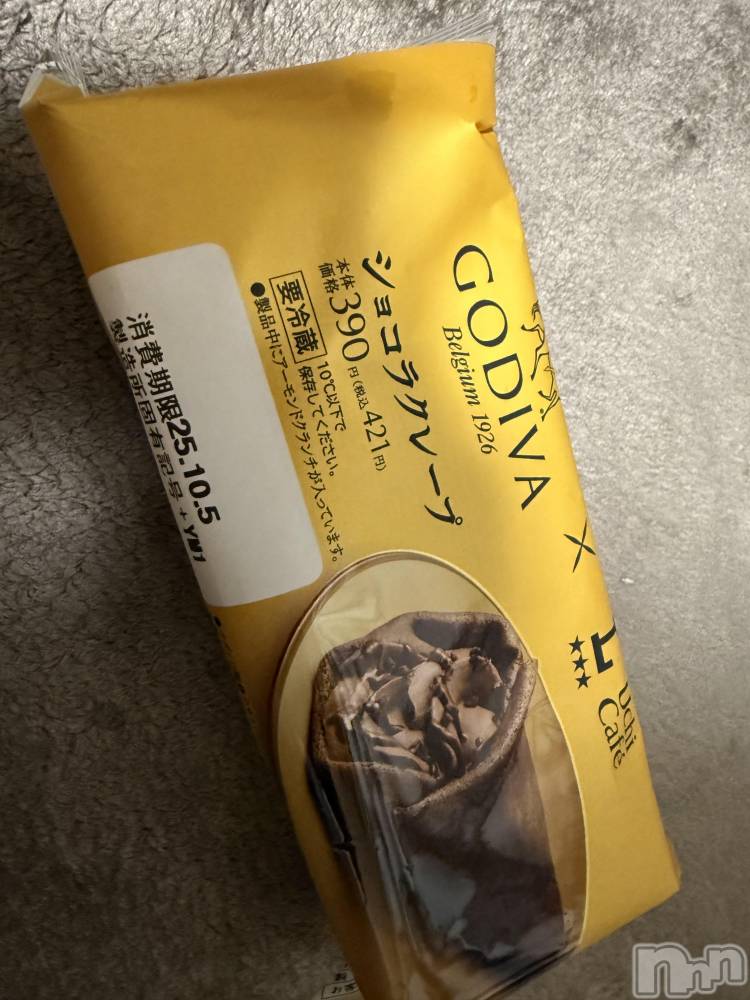 GODIVA
Belgium 1926
×
Uchi
Café
ショコラクレープ
本体
価格 390円(税込421円)
要冷蔵 10℃以下で
保存してください。
●製品中にアーモンドクランチが入っています。
消費期限25.10.5
製造所固有記号+YM1
nnn